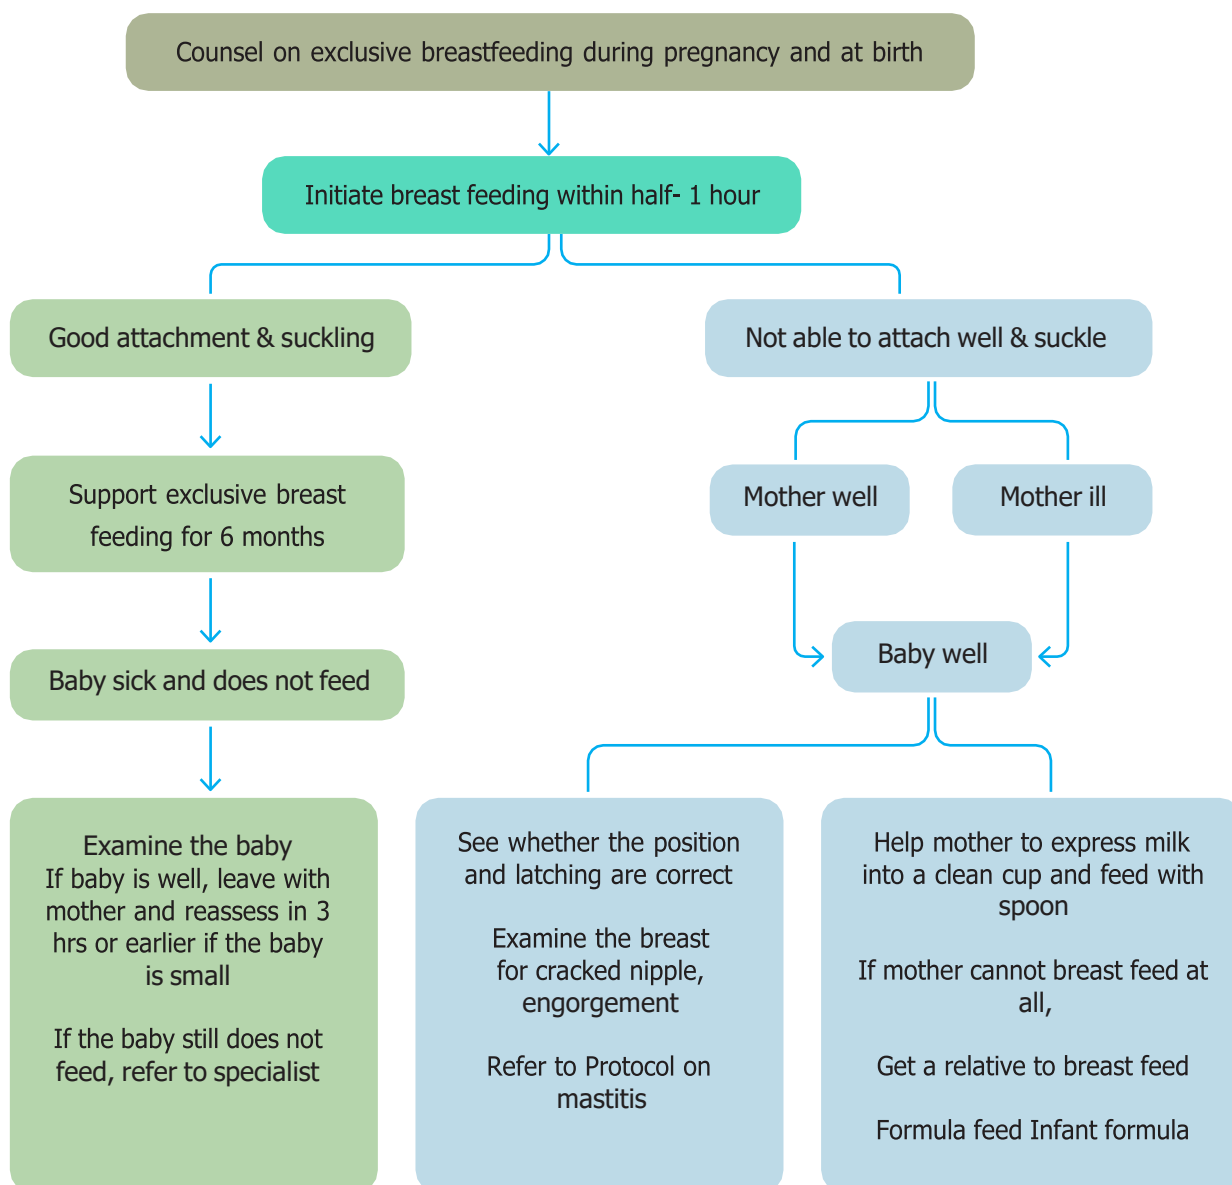 Counsel on exclusive breastfeeding during pregnancy and at birth
Initiate breast feeding within half- 1 hour
Good attachment & suckling
Not able to attach well & suckle
Support exclusive breast
feeding for 6 months
Mother well
Mother ill
Baby sick and does not feed
Baby well
Examine the baby
If baby is well, leave with
mother and reassess in 3
hrs or earlier if the baby
is small
If the baby still does not
feed, refer to specialist
See whether the position
and latching are correct
Examine the breast
for cracked nipple,
engorgement
Refer to Protocol on
mastitis
Help mother to express milk
into a clean cup and feed with
spoon
If mother cannot breast feed at
all,
Get a relative to breast feed
Formula feed Infant formula